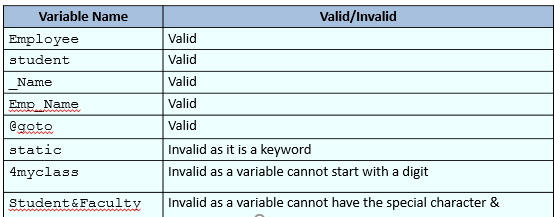 Variable Name Valid/Invalid
Employee Valid
student Valid
_Name Valid
Emp_Name Valid
@goto Valid
static Invalid as it is a keyword
4myclass Invalid as a variable cannot start with a digit
Student&Faculty Invalid as a variable cannot have the special character &